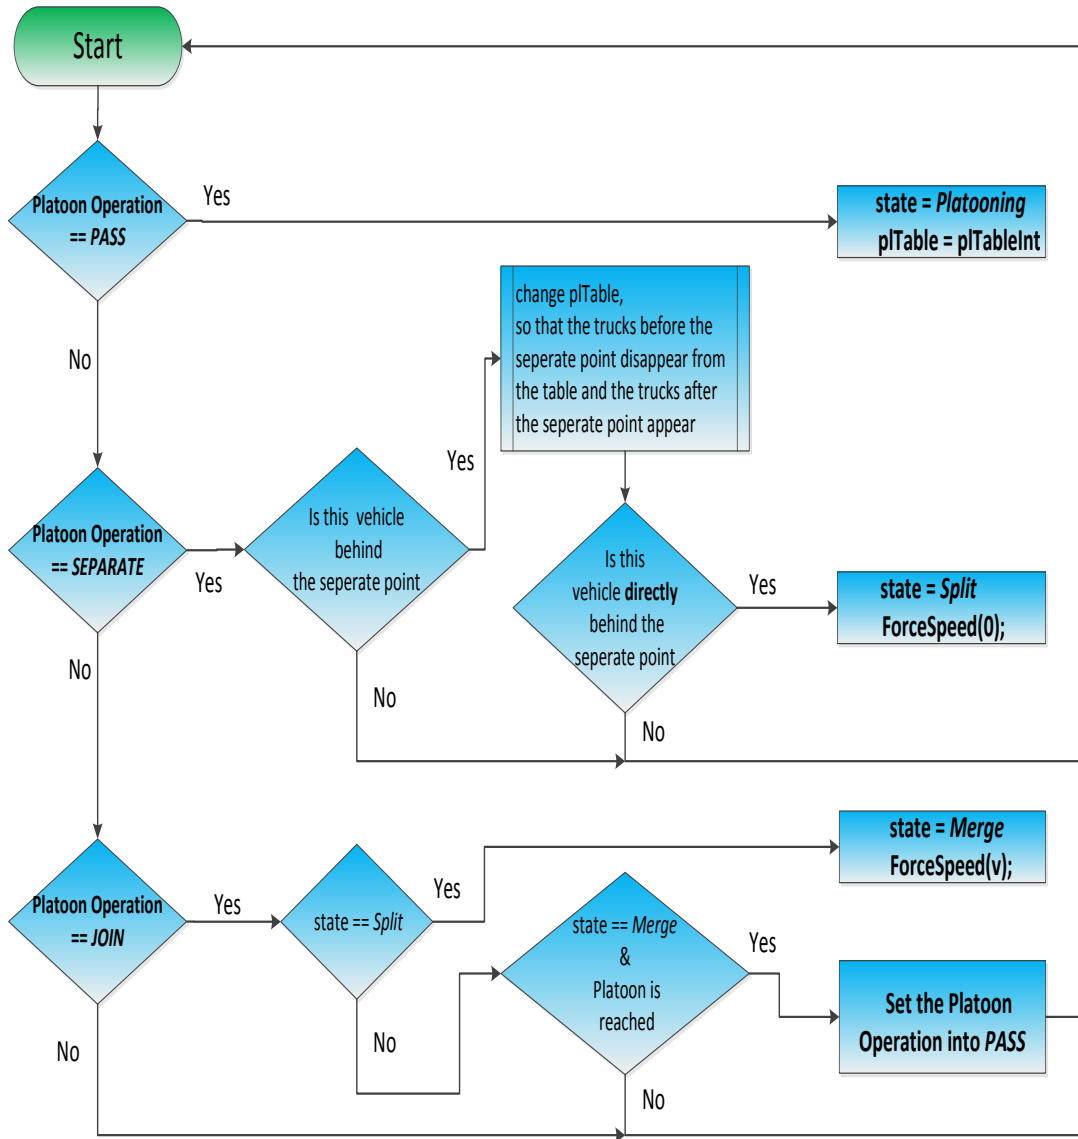 Start
Platoon Operation
== PASS
Yes
state = Platooning
plTable = plTableInt
No
change plTable,
so that the trucks before the
seperate point disappear from
the table and the trucks after
the seperate point appear
Yes
Platoon Operation
== SEPARATE
Yes
Is this vehicle
behind
the seperate point
No
Is this
vehicle directly
behind the
seperate point
Yes
state = Split
ForceSpeed(0);
No
No
Platoon Operation
== JOIN
Yes
state == Split
Yes
state = Merge
ForceSpeed(v);
No
state == Merge
&
Platoon is
reached
Yes
Set the Platoon
Operation into PASS
No
No